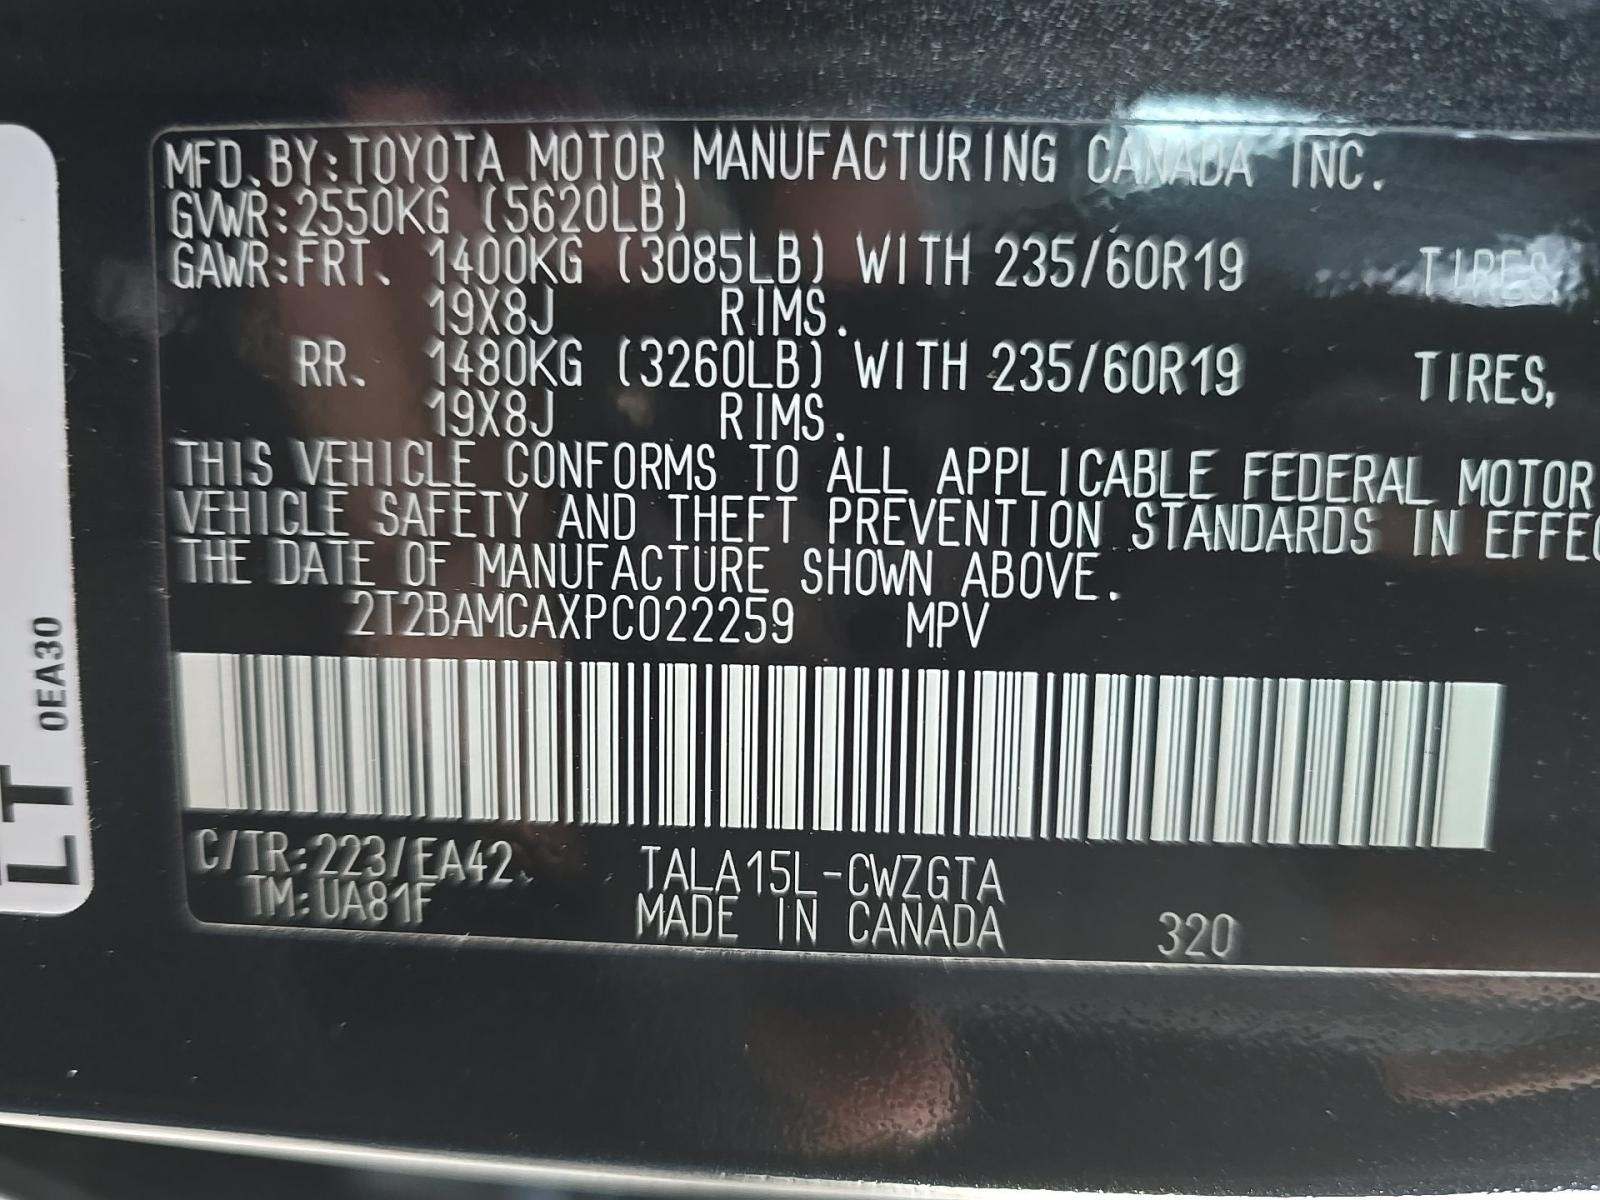 MFD. BY:TOYOTA MOTOR MANUFACTURING CANADA INC.
GVWR:2550KG (5620LB)
GAWR:FRT. 1400KG (3085LB) WITH 235/60R19 TIRES
19X8J RIMS.
RR. 1480KG (3260LB) WITH 235/60R19 TIRES,
19X8J RIMS.
THIS VEHICLE CONFORMS TO ALL APPLICABLE FEDERAL MOTOR
VEHICLE SAFETY AND THEFT PREVENTION STANDARDS IN EFFEC
THE DATE OF MANUFACTURE SHOWN ABOVE.
2T2BAMCAXPC022259 MPV
C/TR:223/EA42 TALA15L-CWZGTA
TM:UA81F MADE IN CANADA 320
0EA30
LT